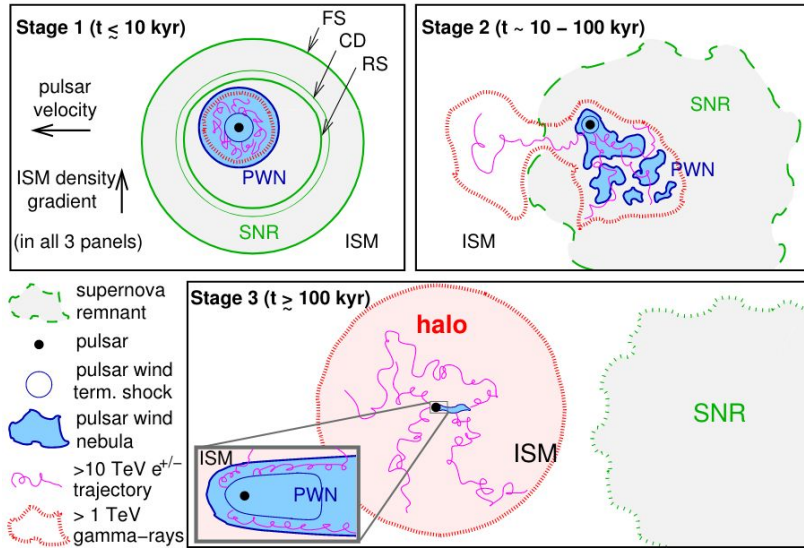 Stage 1 (t ≲ 10 kyr)
FS
CD
RS
pulsar
velocity
ISM density
gradient
(in all 3 panels)
PWN
SNR
ISM
Stage 2 (t ~ 10 – 100 kyr)
SNR
PWN
ISM
supernova
remnant
pulsar
pulsar wind
term. shock
pulsar wind
nebula
>10 TeV e+/−
trajectory
> 1 TeV
gamma−rays
Stage 3 (t ≳ 100 kyr)
halo
ISM
SNR
ISM
PWN